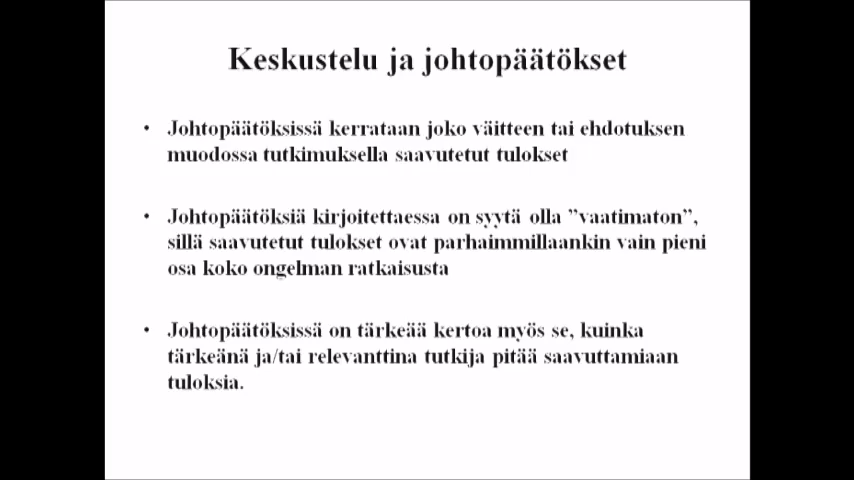 Keskustelu ja johtopäätökset
• Johtopäätöksissä kerrataan joko väitteen tai ehdotuksen
muodossa tutkimuksella saavutetut tulokset
• Johtopäätöksiä kirjoitettaessa on syytä olla ”vaatimaton”,
sillä saavutetut tulokset ovat parhaimmillaankin vain pieni
osa koko ongelman ratkaisusta
• Johtopäätöksissä on tärkeää kertoa myös se, kuinka
tärkeänä ja/tai relevanttina tutkija pitää saavuttamiaan
tuloksia.